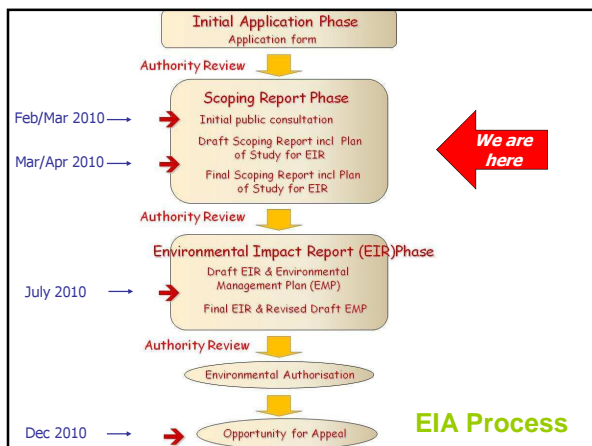 Initial Application Phase
Application form
Authority Review
Scoping Report Phase
Feb/Mar 2010
Initial public consultation
Draft Scoping Report incl Plan
of Study for EIR
Mar/Apr 2010
Final Scoping Report incl Plan
of Study for EIR
We are
here
Authority Review
Environmental Impact Report (EIR)Phase
Draft EIR & Environmental
Management Plan (EMP)
July 2010
Final EIR & Revised Draft EMP
Authority Review
Environmental Authorisation
Dec 2010
Opportunity for Appeal
EIA Process